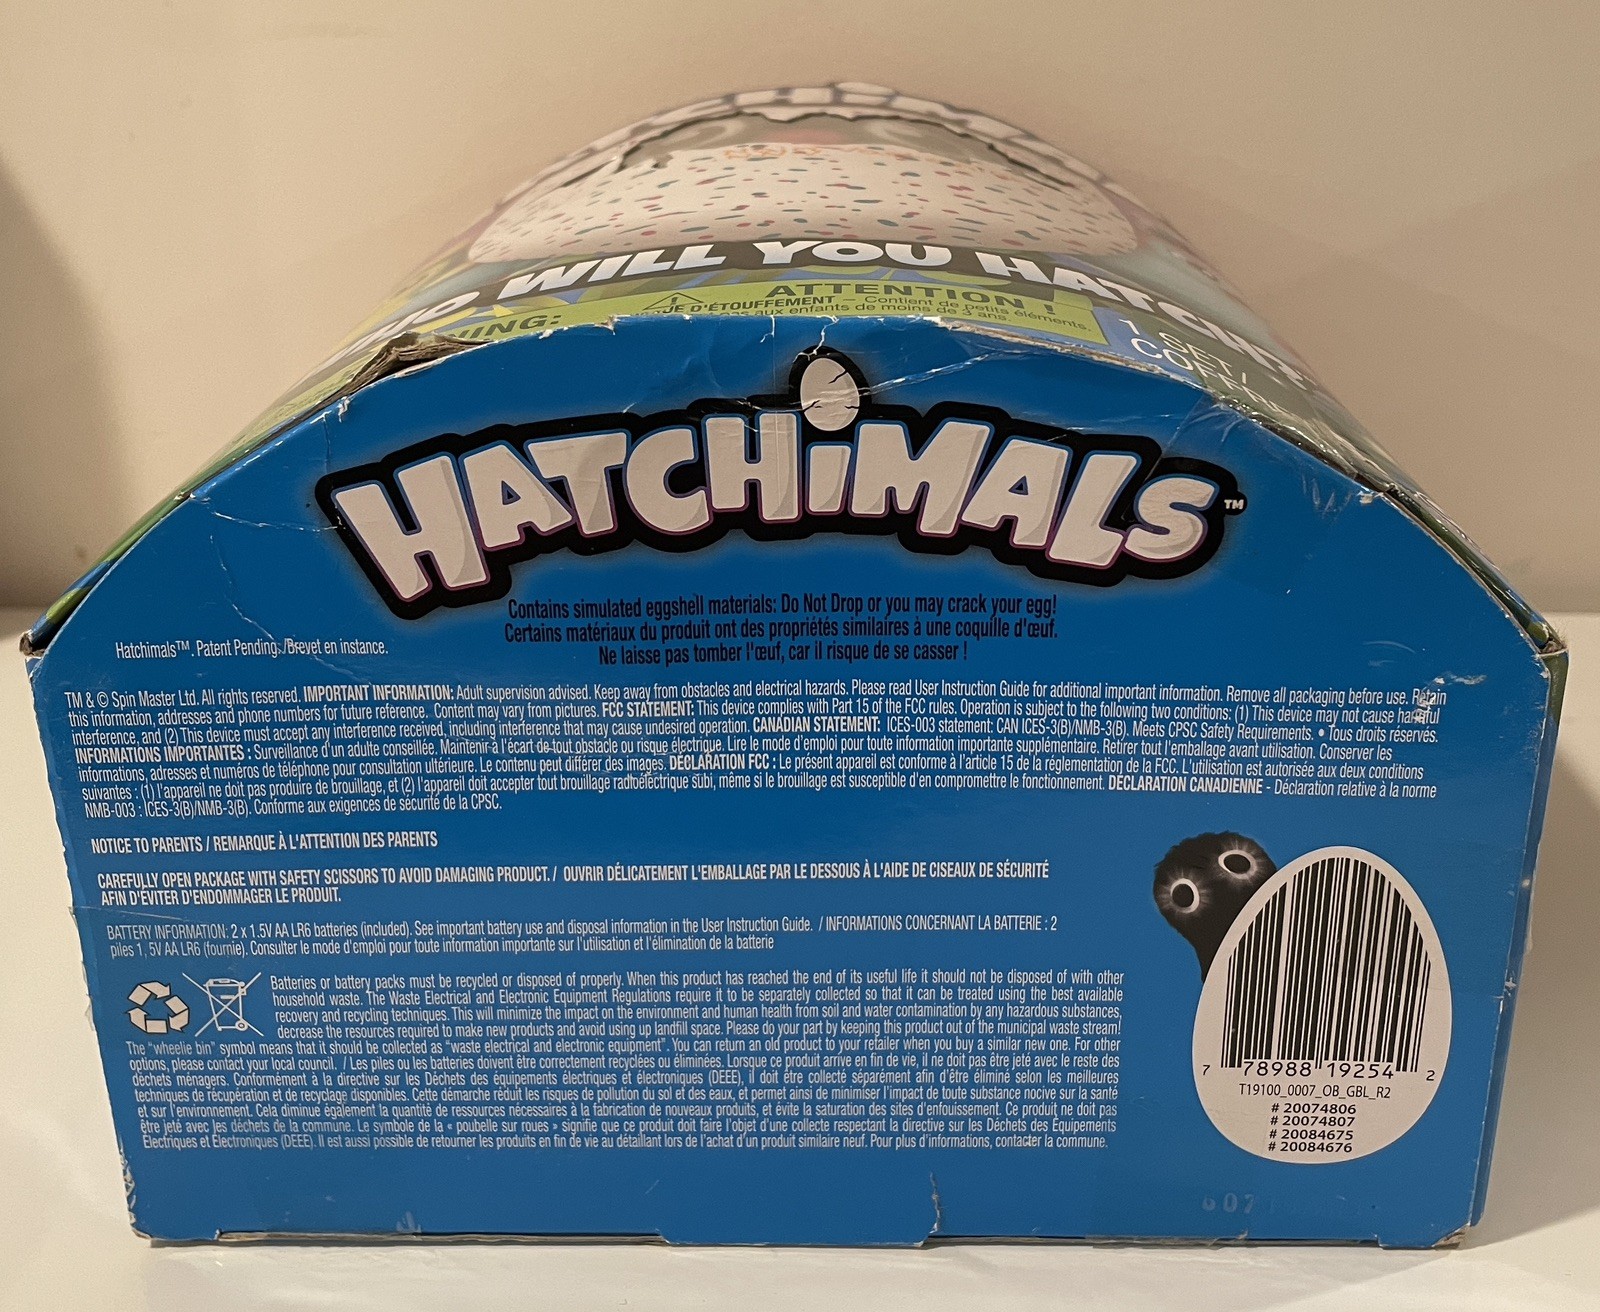 WILL YOU HATCH?
ATTENTION !
D'ÉTOUFFEMENT – Contient de petits éléments.
aux enfants de moins de 3 ans.
1 SET /
HATCHiMALS™
Contains simulated eggshell materials: Do Not Drop or you may crack your egg!
Certains matériaux du produit ont des propriétés similaires à une coquille d'œuf.
Ne laisse pas tomber l'œuf, car il risque de se casser !
Hatchimals™. Patent Pending./Brevet en instance.
TM & © Spin Master Ltd. All rights reserved. IMPORTANT INFORMATION: Adult supervision advised. Keep away from obstacles and electrical hazards. Please read User Instruction Guide for additional important information. Remove all packaging before use. Retain
this information, addresses and phone numbers for future reference. Content may vary from pictures. FCC STATEMENT: This device complies with Part 15 of the FCC rules. Operation is subject to the following two conditions: (1) This device may not cause harmful
interference, and (2) This device must accept any interference received, including interference that may cause undesired operation. CANADIAN STATEMENT: ICES-003 statement: CAN ICES-3(B)/NMB-3(B). Meets CPSC Safety Requirements. • Tous droits réservés.
INFORMATIONS IMPORTANTES : Surveillance d'un adulte conseillée. Maintenir à l'écart de tout obstacle ou risque électrique. Lire le mode d'emploi pour toute information importante supplémentaire. Retirer tout l'emballage avant utilisation. Conserver les
informations, adresses et numéros de téléphone pour consultation ultérieure. Le contenu peut différer des images. DÉCLARATION FCC : Le présent appareil est conforme à l'article 15 de la réglementation de la FCC. L'utilisation est autorisée aux deux conditions
suivantes : (1) l'appareil ne doit pas produire de brouillage, et (2) l'appareil doit accepter tout brouillage radioélectrique subi, même si le brouillage est susceptible d'en compromettre le fonctionnement. DÉCLARATION CANADIENNE - Déclaration relative à la norme
NMB-003 : ICES-3(B)/NMB-3(B). Conforme aux exigences de sécurité de la CPSC.
NOTICE TO PARENTS / REMARQUE À L'ATTENTION DES PARENTS
CAREFULLY OPEN PACKAGE WITH SAFETY SCISSORS TO AVOID DAMAGING PRODUCT. / OUVRIR DÉLICATEMENT L'EMBALLAGE PAR LE DESSOUS À L'AIDE DE CISEAUX DE SÉCURITÉ
AFIN D'ÉVITER D'ENDOMMAGER LE PRODUIT.
BATTERY INFORMATION: 2 x 1.5V AA LR6 batteries (included). See important battery use and disposal information in the User Instruction Guide. / INFORMATIONS CONCERNANT LA BATTERIE : 2
piles 1, 5V AA LR6 (fournie). Consulter le mode d'emploi pour toute information importante sur l'utilisation et l'élimination de la batterie
Batteries or battery packs must be recycled or disposed of properly. When this product has reached the end of its useful life it should not be disposed of with other
household waste. The Waste Electrical and Electronic Equipment Regulations require it to be separately collected so that it can be treated using the best available
recovery and recycling techniques. This will minimize the impact on the environment and human health from soil and water contamination by any hazardous substances,
decrease the resources required to make new products and avoid using up landfill space. Please do your part by keeping this product out of the municipal waste stream!
The "wheelie bin" symbol means that it should be collected as "waste electrical and electronic equipment". You can return an old product to your retailer when you buy a similar new one. For other
options, please contact your local council. / Les piles ou les batteries doivent être correctement recyclées ou éliminées. Lorsque ce produit arrive en fin de vie, il ne doit pas être jeté avec le reste des
déchets ménagers. Conformément à la directive sur les Déchets des équipements électriques et électroniques (DEEE), il doit être collecté séparément afin d'être éliminé selon les meilleures
techniques de récupération et de recyclage disponibles. Cette démarche réduit les risques de pollution du sol et des eaux, et permet ainsi de minimiser l'impact de toute substance nocive sur la santé
et sur l'environnement. Cela diminue également la quantité de ressources nécessaires à la fabrication de nouveaux produits, et évite la saturation des sites d'enfouissement. Ce produit ne doit pas
être jeté avec les déchets de la commune. Le symbole de la « poubelle sur roues » signifie que ce produit doit faire l'objet d'une collecte respectant la directive sur les Déchets des Équipements
Électriques et Électroniques (DEEE). Il est aussi possible de retourner les produits en fin de vie au détaillant lors de l'achat d'un produit similaire neuf. Pour plus d'informations, contacter la commune.
7 78988 19254 2
T19100_0007_OB_GBL_R2
# 20074806
# 20074807
# 20084675
# 20084676